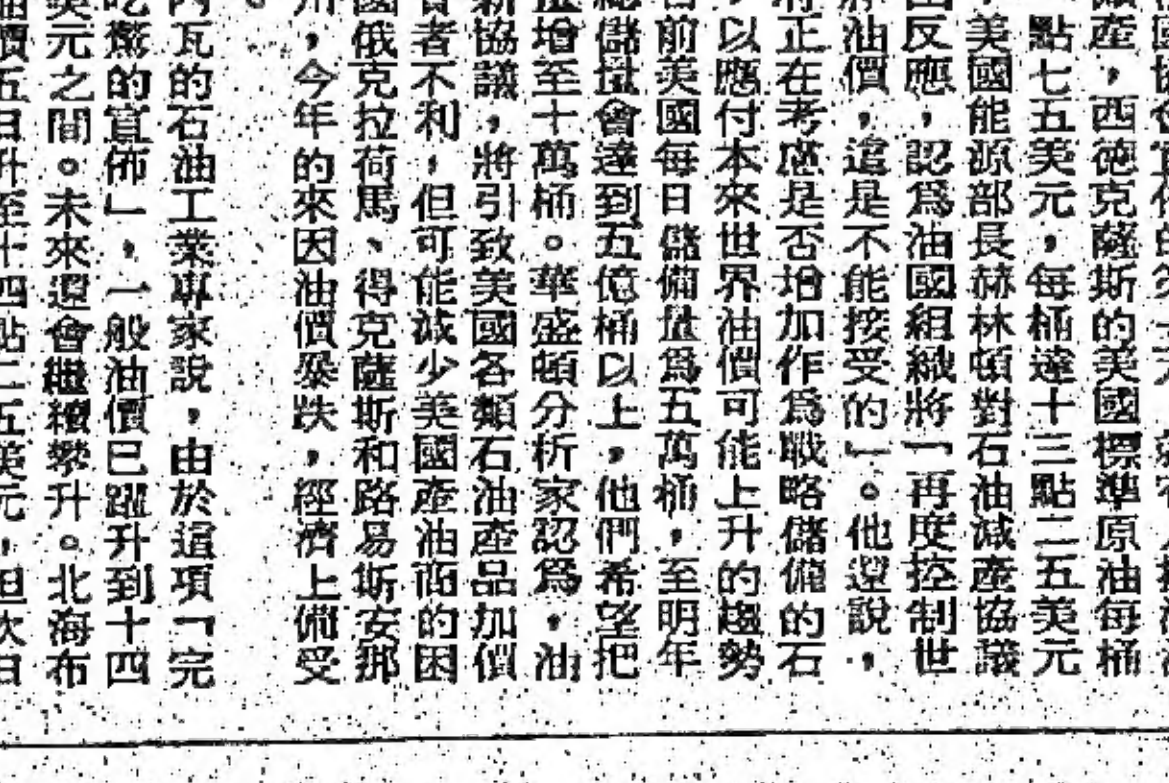 減產，西德克薩斯的美國標準原油每桶
點七五美元，每桶達十三點二五美元
，美國能源部長赫林頓對石油減產協議
出反應，認爲油國組織將「再度控制世
將油價，這是不能接受的」。他還說，
將正在考慮是否增加作爲戰略儲備的石
，以應付本來世界油價可能上升的趨勢
目前美國每日儲備量爲五萬桶，至明年
總儲量會達到五億桶以上，他們希望把
量增至十萬桶。華盛頓分析家認爲，油
新協議，將引致美國各類石油產品加價
費者不利，但可能減少美國產油商的困
國俄克拉荷馬、得克薩斯和路易斯安那
州，今年的來因油價暴跌，經濟上備受
。
內瓦的石油工業專家說，由於這項「完
吃驚的宣佈」，一般油價已躍升到十四
美元之間。未來還會繼續攀升。北海布
油價五日升至十四點二五美元，但次日